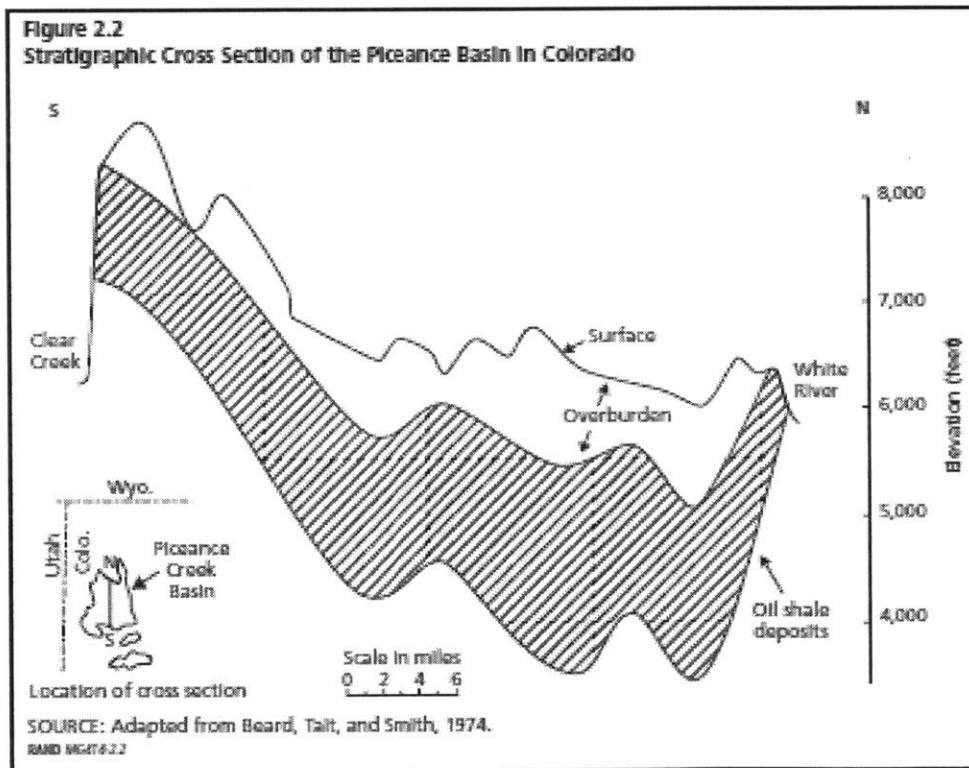 Figure 2.2
Stratigraphic Cross Section of the Piceance Basin in Colorado
S
N
8,000
7,000
6,000
5,000
4,000
Elevation (feet)
Clear
Creek
Surface
Overburden
White
River
Oil shale
deposits
Wyo.
Utah
Colo.
N
S
Piceance
Creek
Basin
Location of cross section
Scale in miles
0 2 4 6
SOURCE: Adapted from Beard, Tait, and Smith, 1974.
RAND